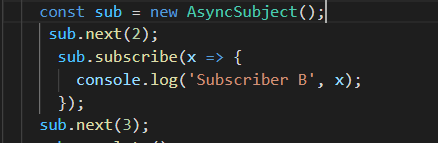 const sub = new AsyncSubject();
sub.next(2);
sub.subscribe(x => {
console.log('Subscriber B', x);
});
sub.next(3);